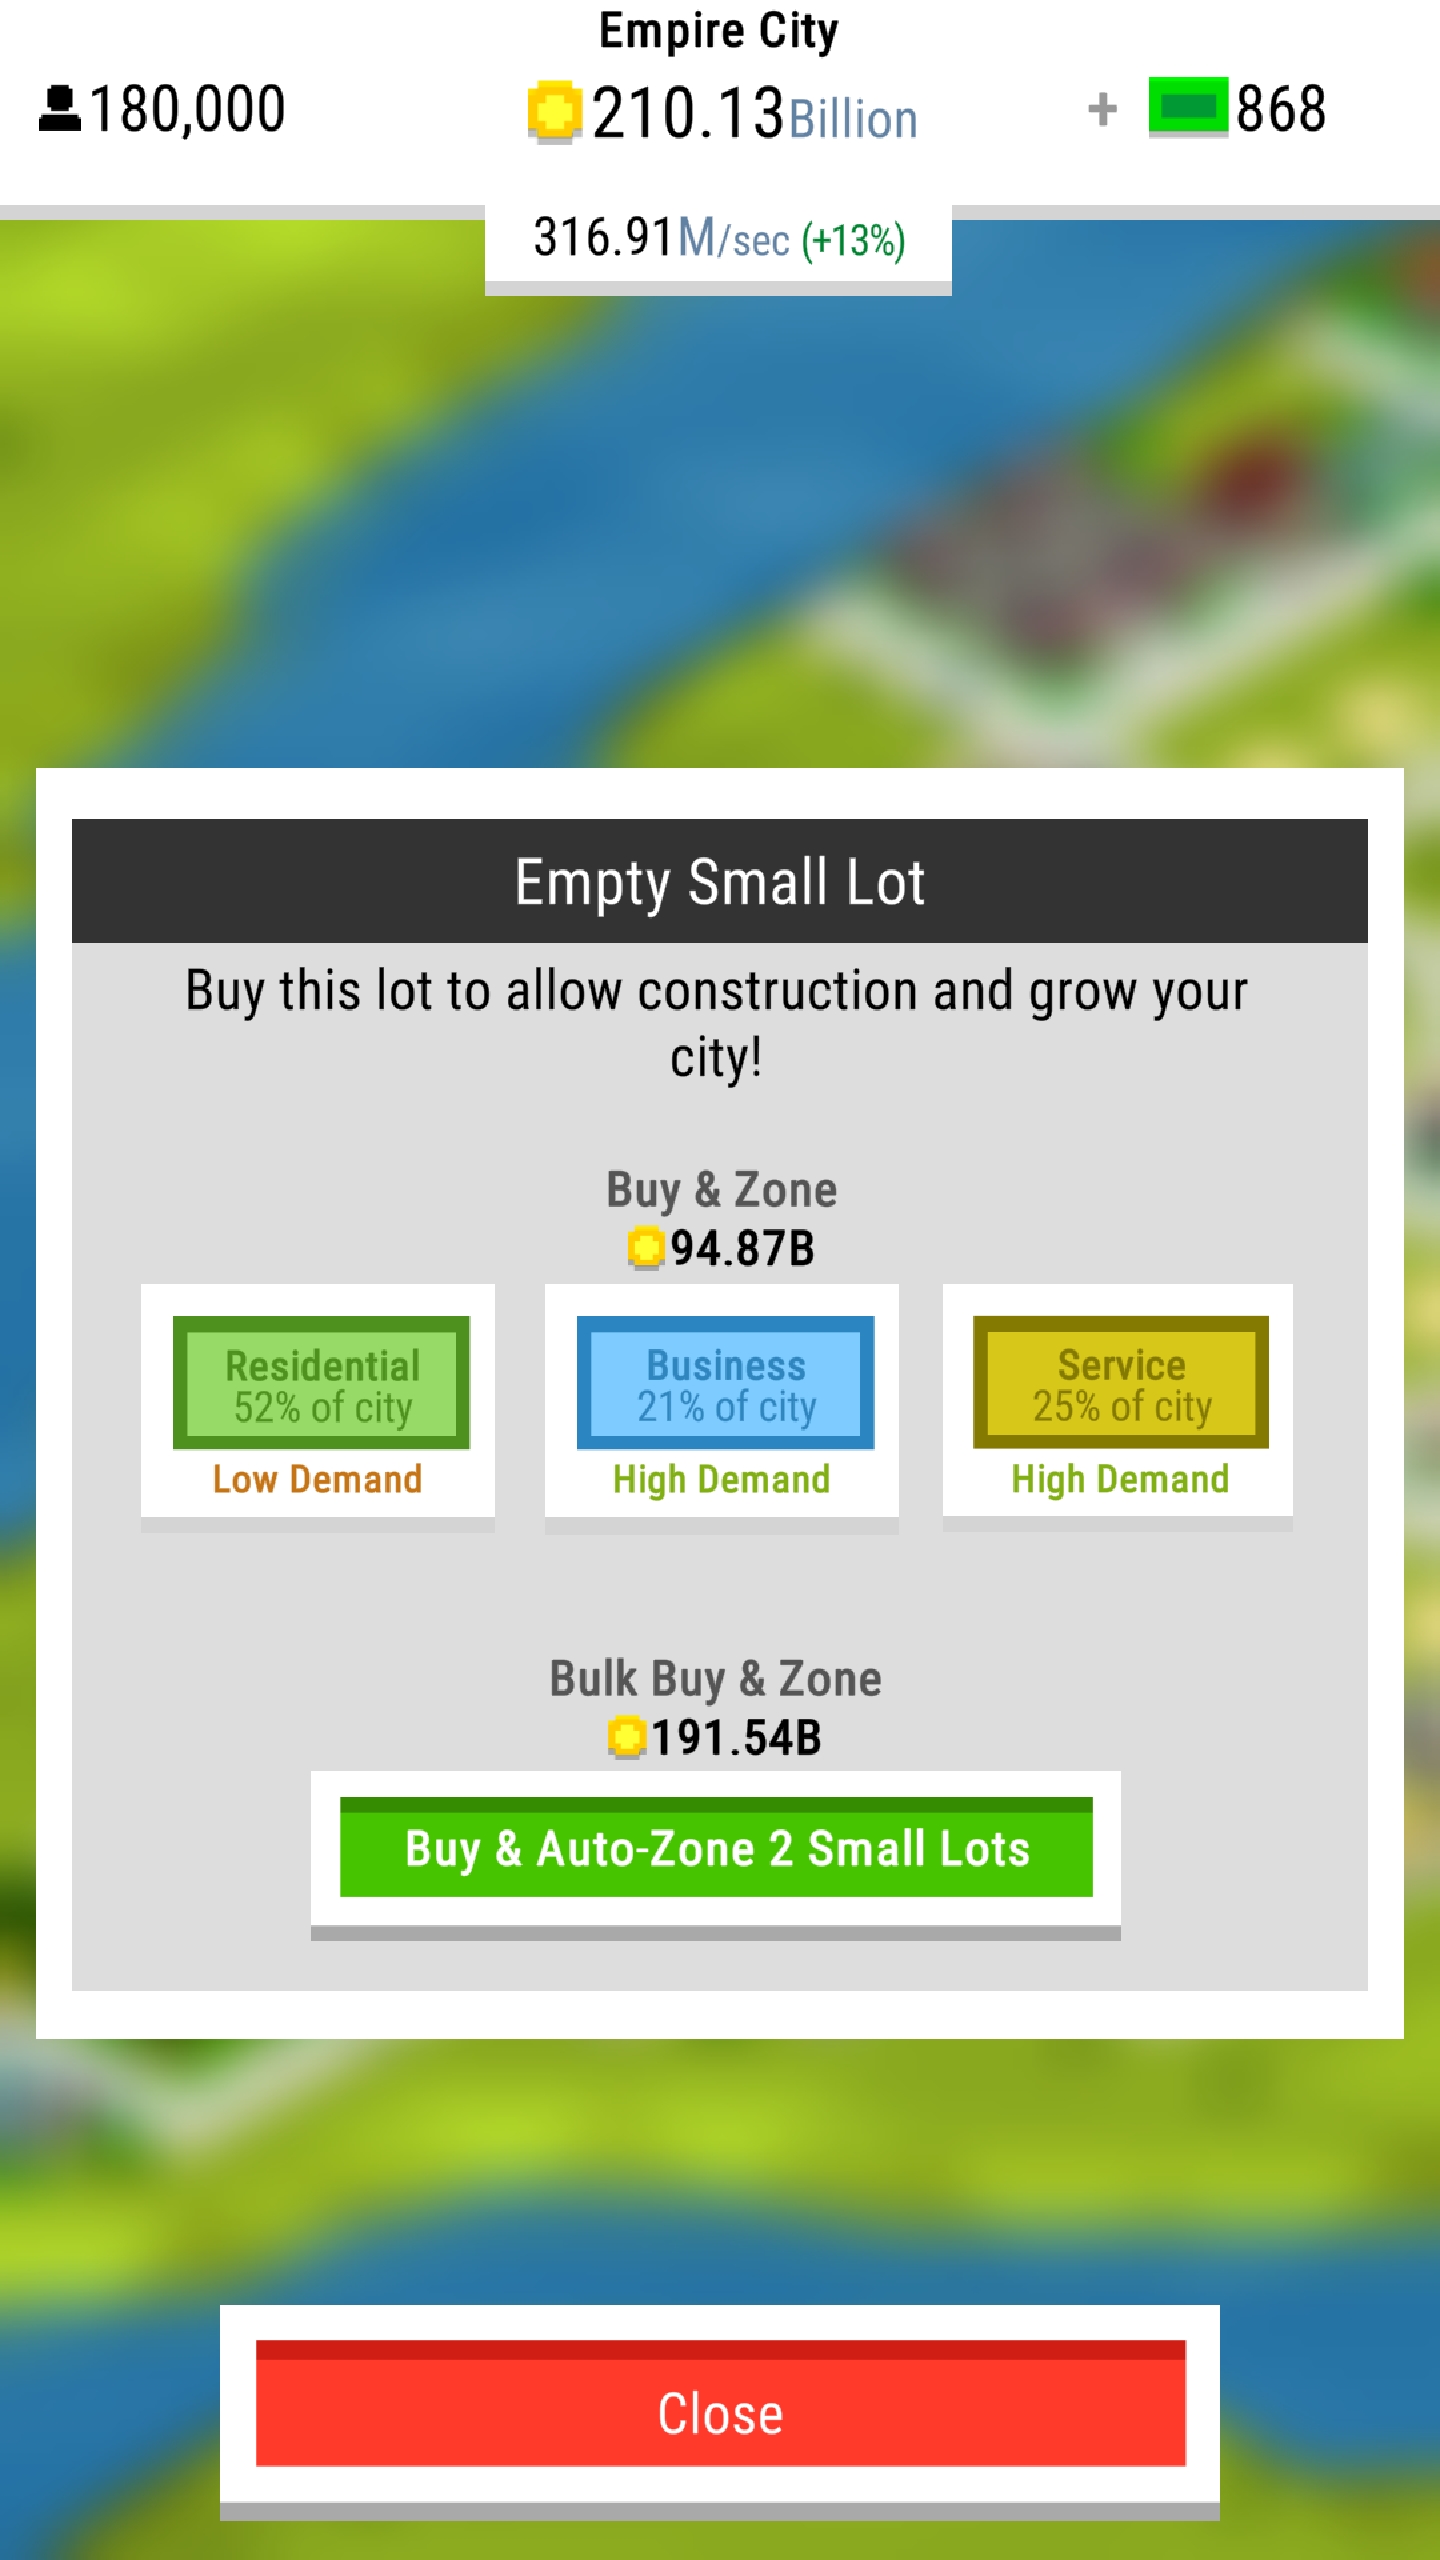 Empire City
180,000
210.13Billion
+ 868
316.91M/sec (+13%)
Empty Small Lot
Buy this lot to allow construction and grow your
city!
Buy & Zone
94.87B
Residential
52% of city
Low Demand
Business
21% of city
High Demand
Service
25% of city
High Demand
Bulk Buy & Zone
191.54B
Buy & Auto-Zone 2 Small Lots
Close